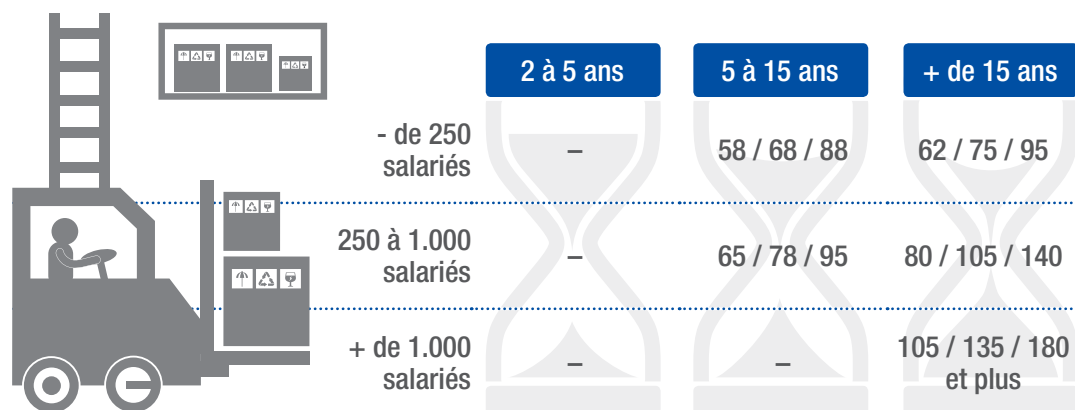 2 à 5 ans
5 à 15 ans
+ de 15 ans
- de 250
salariés
–
58 / 68 / 88
62 / 75 / 95
250 à 1.000
salariés
–
65 / 78 / 95
80 / 105 / 140
+ de 1.000
salariés
–
–
105 / 135 / 180
et plus